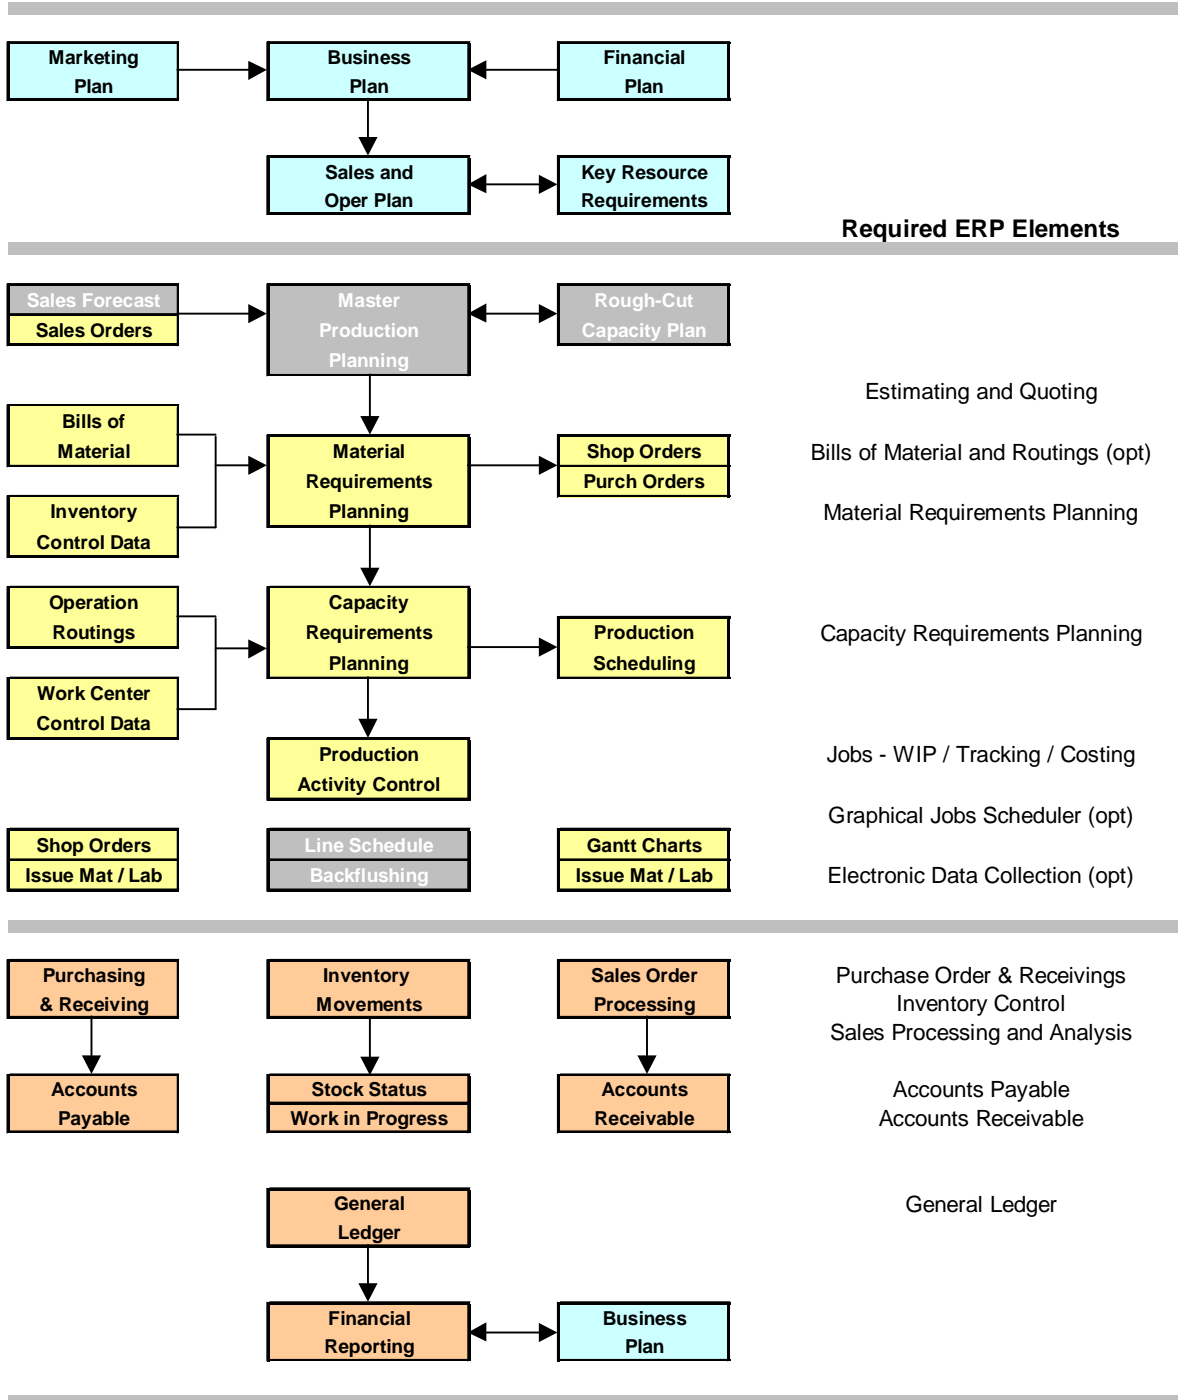 Marketing
Plan
Business
Plan
Financial
Plan
Sales and
Oper Plan
Key Resource
Requirements
Required ERP Elements
Sales Forecast
Sales Orders
Master
Production
Planning
Rough-Cut
Capacity Plan
Estimating and Quoting
Bills of
Material
Material
Requirements
Planning
Shop Orders
Purch Orders
Bills of Material and Routings (opt)
Inventory
Control Data
Material Requirements Planning
Operation
Routings
Capacity
Requirements
Planning
Production
Scheduling
Capacity Requirements Planning
Work Center
Control Data
Production
Activity Control
Jobs - WIP / Tracking / Costing
Graphical Jobs Scheduler (opt)
Shop Orders
Issue Mat / Lab
Line Schedule
Backflushing
Gantt Charts
Issue Mat / Lab
Electronic Data Collection (opt)
Purchasing
& Receiving
Inventory
Movements
Sales Order
Processing
Purchase Order & Receivings
Inventory Control
Sales Processing and Analysis
Accounts
Payable
Stock Status
Work in Progress
Accounts
Receivable
Accounts Payable
Accounts Receivable
General
Ledger
General Ledger
Financial
Reporting
Business
Plan